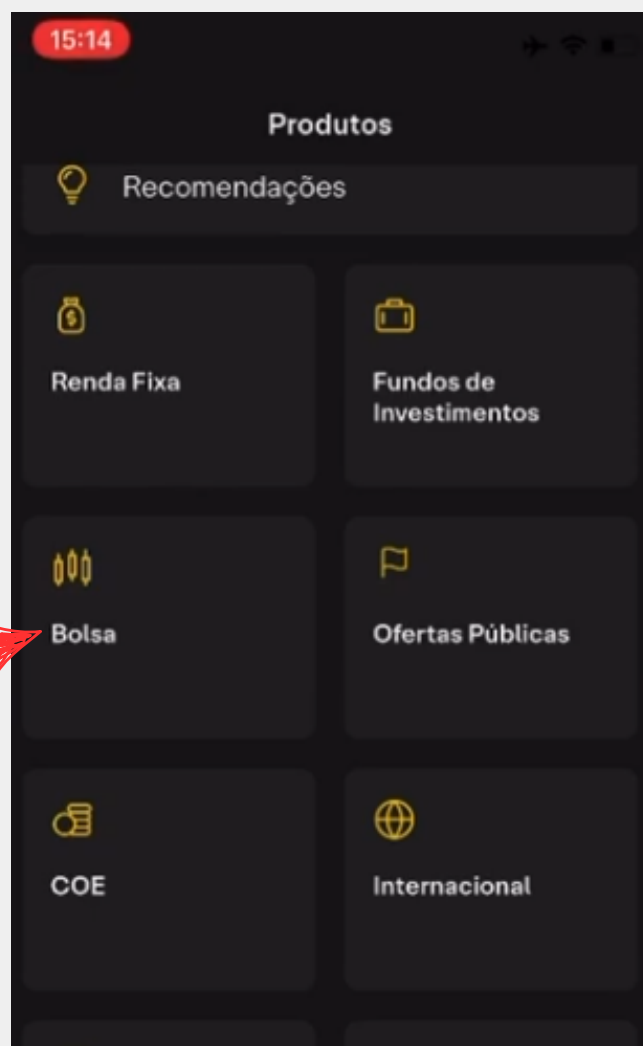 15:14
Produtos
Recomendações
Renda Fixa
Fundos de
Investimentos
Bolsa
Ofertas Públicas
COE
Internacional